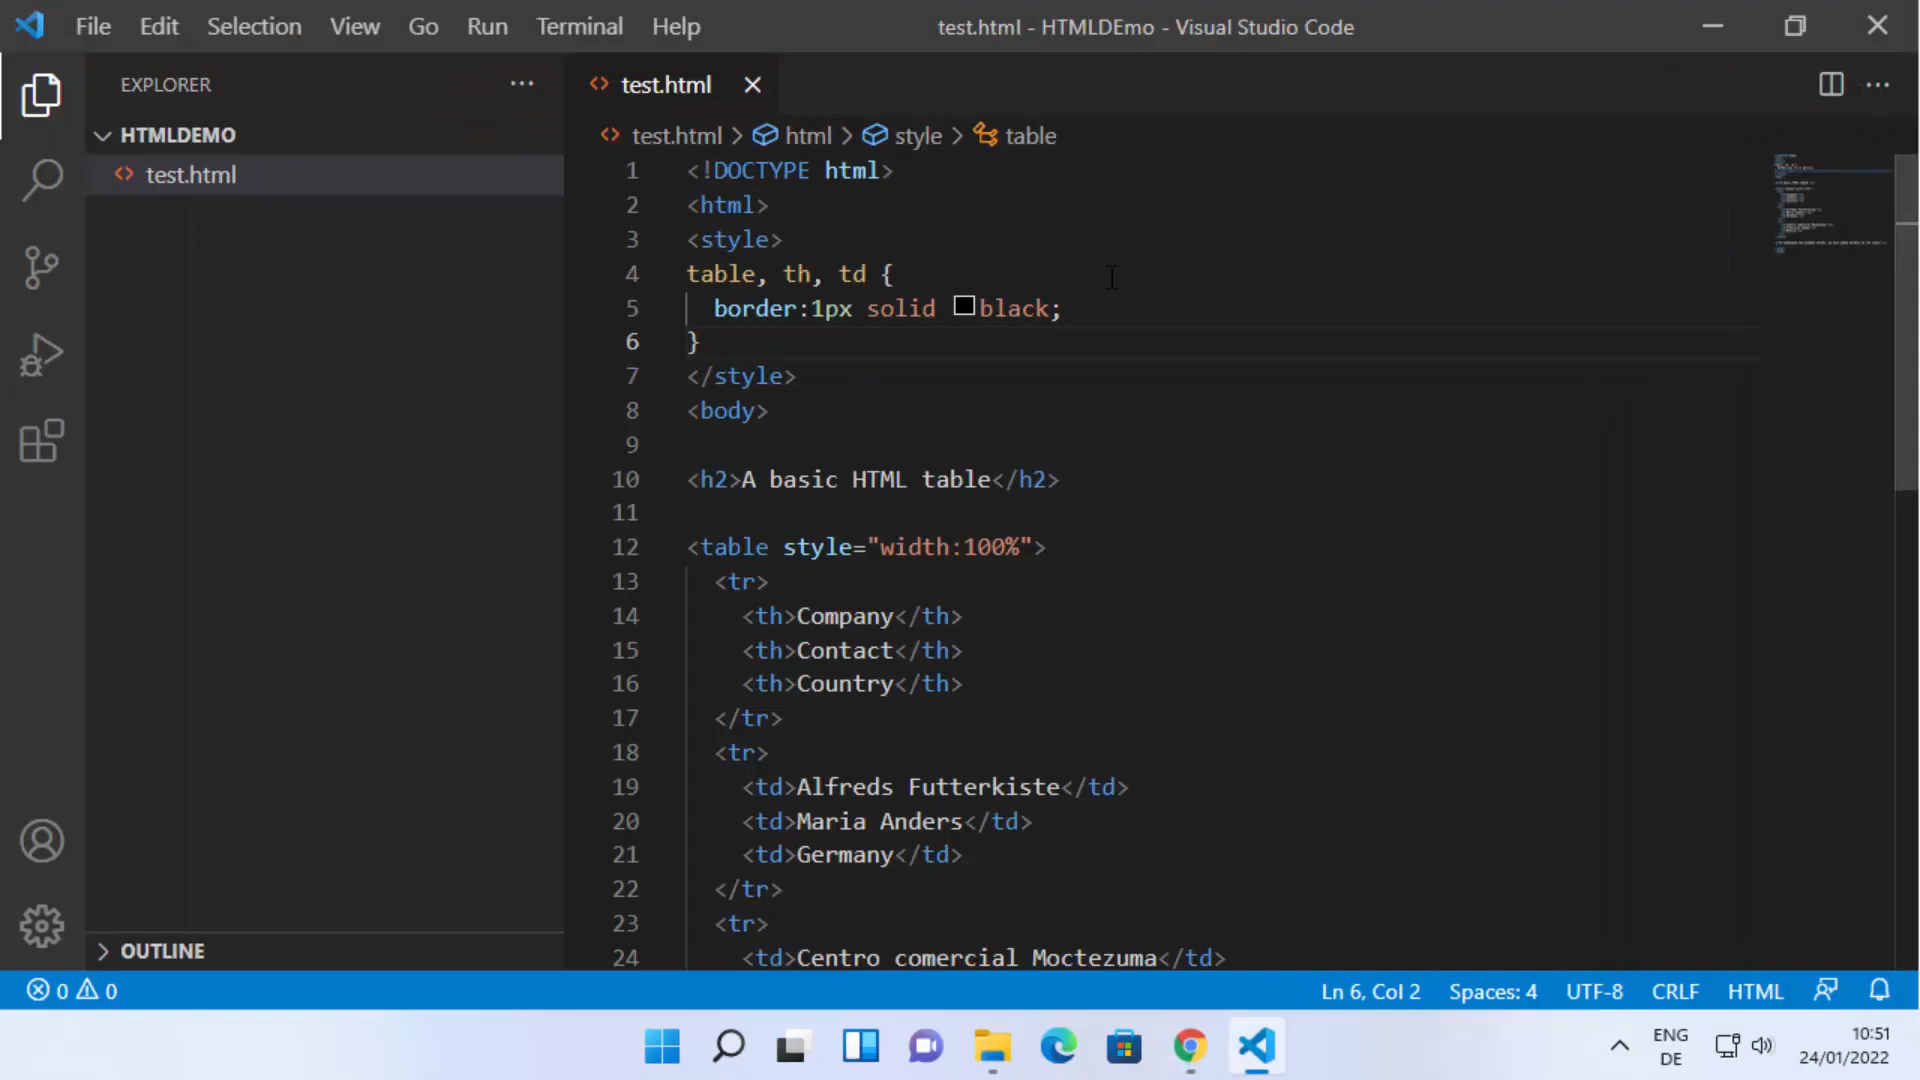 File Edit Selection View Go Run Terminal Help test.html - HTMLDEmo - Visual Studio Code
EXPLORER
HTMLDEMO
test.html
OUTLINE
test.html
test.html > html > style > table
1 <!DOCTYPE html>
2 <html>
3 <style>
4 table, th, td {
5 border:1px solid black;
6 }
7 </style>
8 <body>
9
10 <h2>A basic HTML table</h2>
11
12 <table style="width:100%">
13 <tr>
14 <th>Company</th>
15 <th>Contact</th>
16 <th>Country</th>
17 </tr>
18 <tr>
19 <td>Alfreds Futterkiste</td>
20 <td>Maria Anders</td>
21 <td>Germany</td>
22 </tr>
23 <tr>
24 <td>Centro comercial Moctezuma</td>
0 0 Ln 6, Col 2 Spaces: 4 UTF-8 CRLF HTML
ENG
DE
10:51
24/01/2022